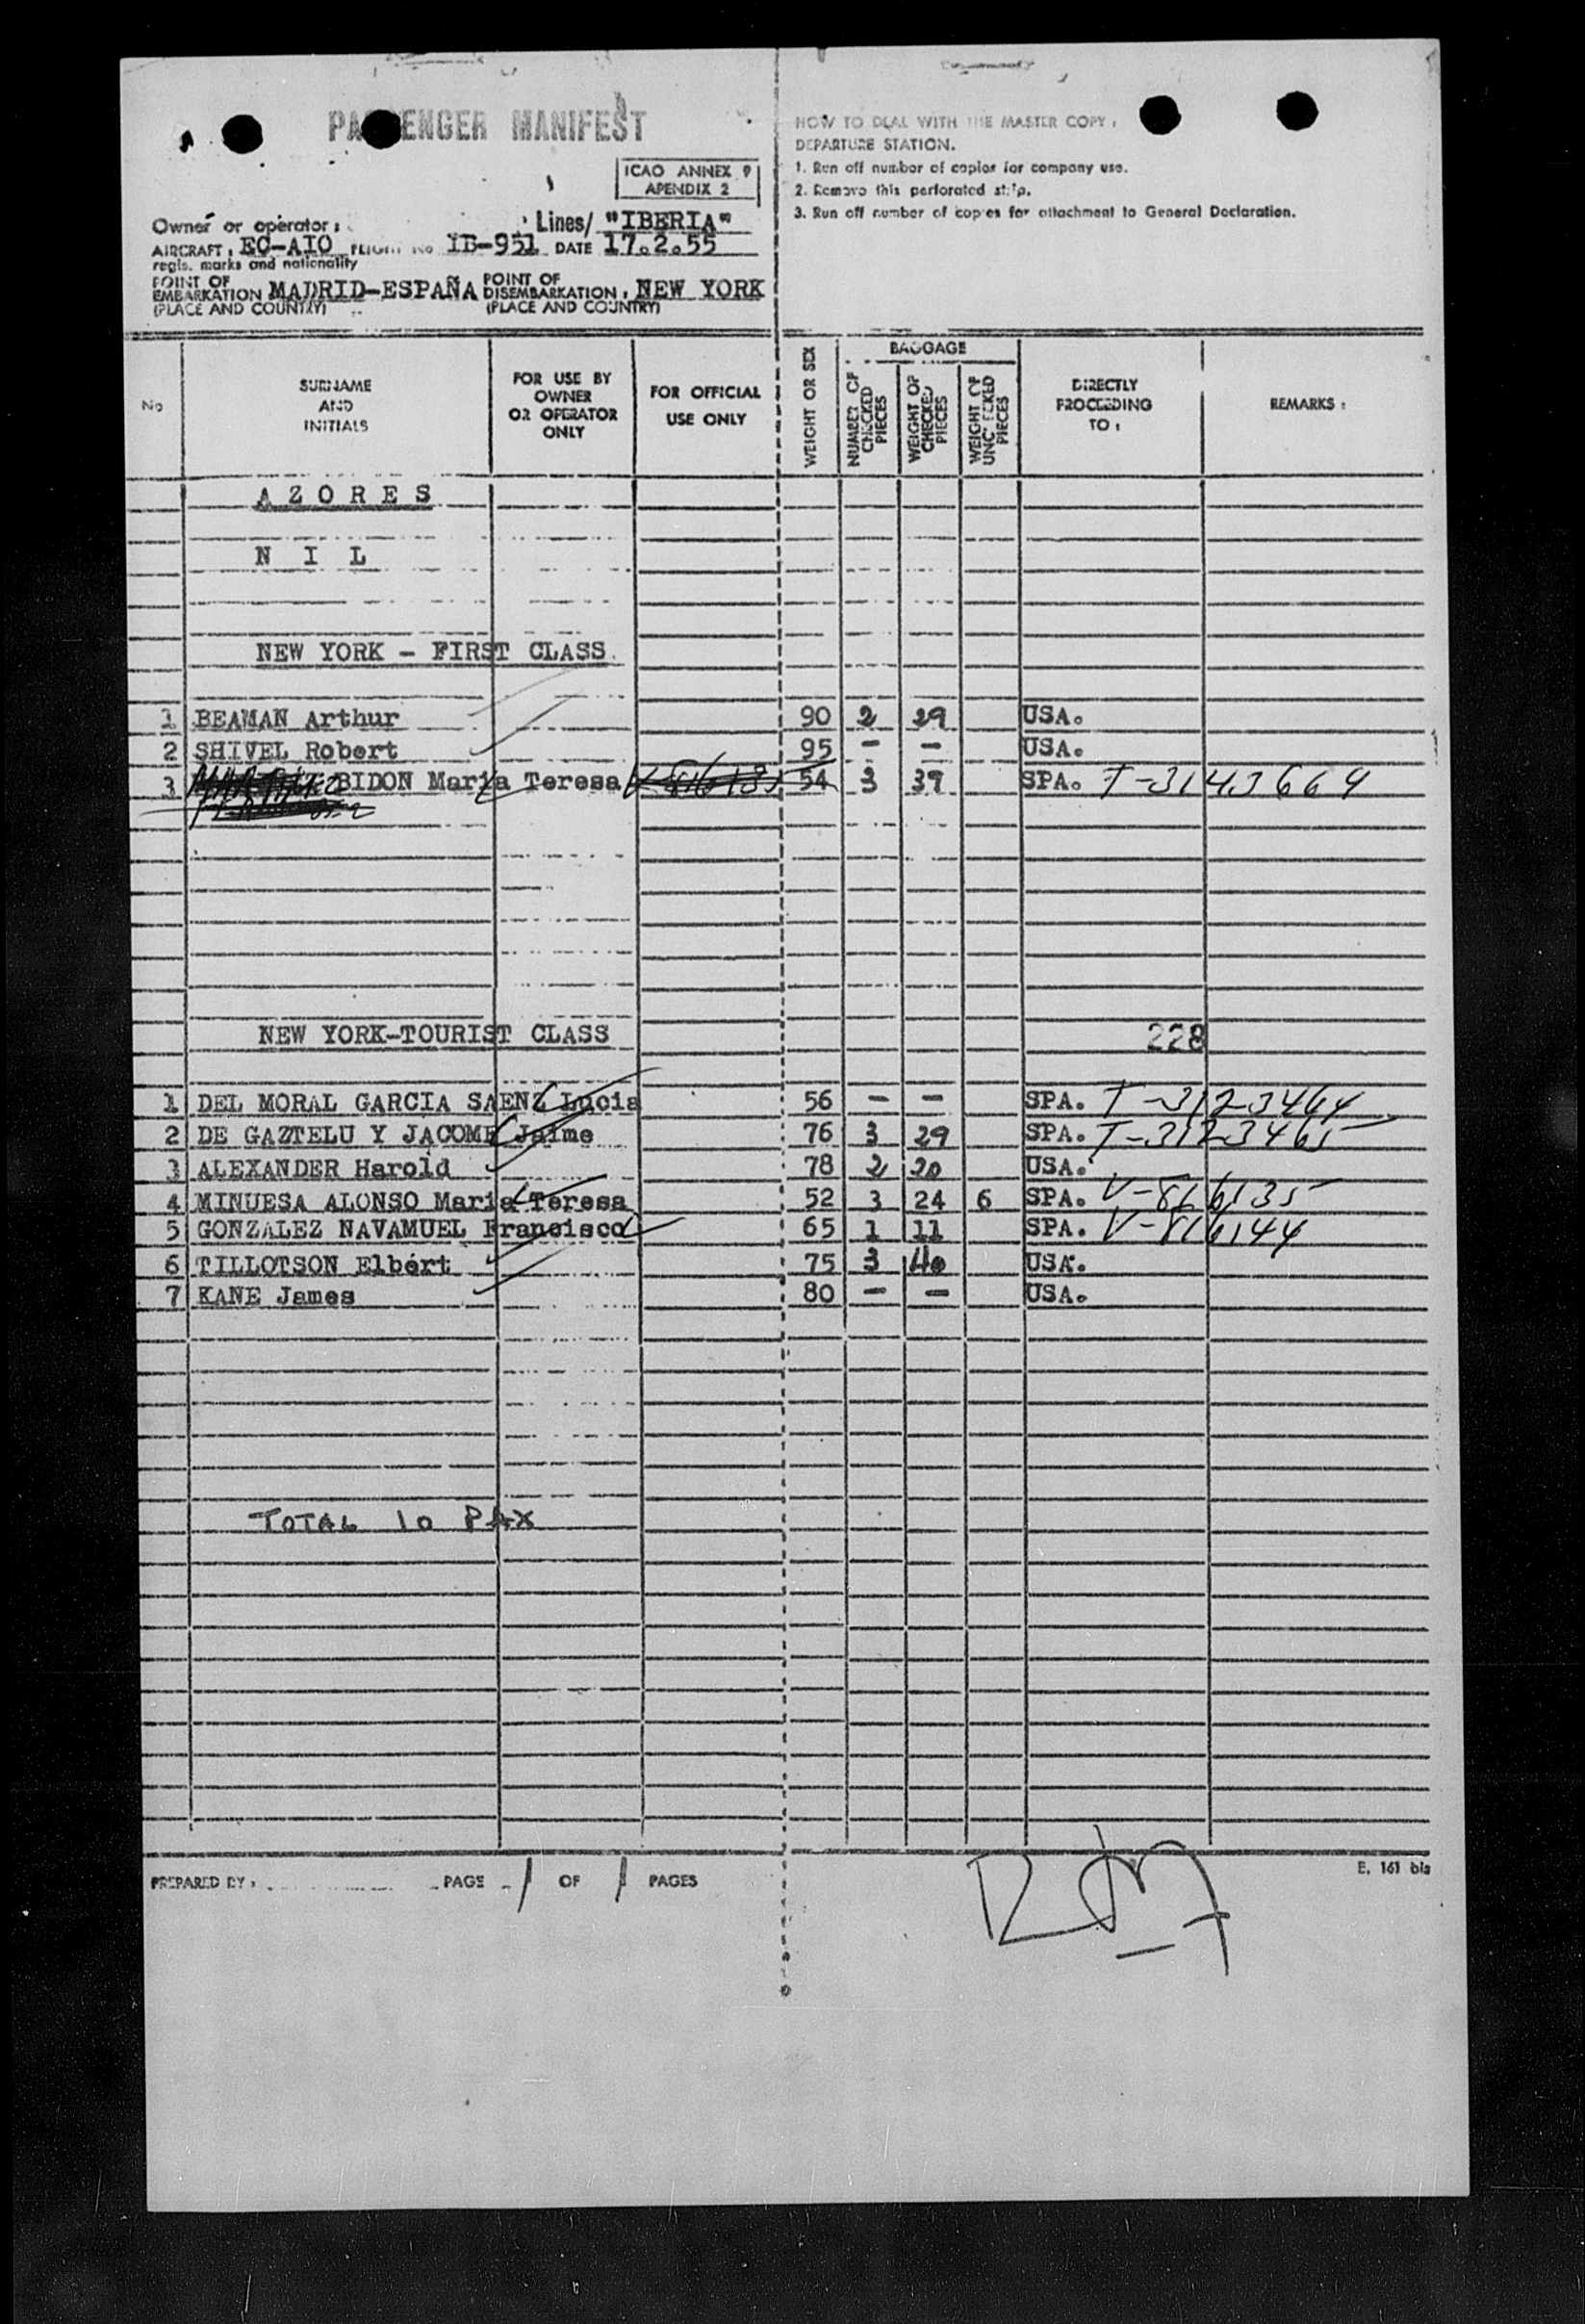 PASSENGER MANIFEST
ICAO ANNEX 9
APENDIX 2
Owner or operator: Lines/ "IBERIA"
AIRCRAFT: EC-AIO FLIGHT No IB-951 DATE 17.2.55
regis. marks and nationality
POINT OF EMBARKATION MADRID-ESPAÑA POINT OF DISEMBARKATION: NEW YORK
(PLACE AND COUNTRY) (PLACE AND COUNTRY)
HOW TO DEAL WITH THE MASTER COPY:
DEPARTURE STATION.
1. Run off number of copies for company use.
2. Remove this perforated strip.
3. Run off number of copies for attachment to General Declaration.
No SURNAME AND INITIALS FOR USE BY OWNER OR OPERATOR ONLY FOR OFFICIAL USE ONLY WEIGHT OR SEX BAGGAGE NUMBER OF CHECKED PIECES WEIGHT OF CHECKED PIECES WEIGHT OF UNCHECKED PIECES DIRECTLY PROCEEDING TO: REMARKS:
A Z O R E S
N I L
NEW YORK - FIRST CLASS.
1 BEAMAN Arthur 90 2 29 USA.
2 SHIVEL Robert 95 - - USA.
3 BIDON Maria Teresa 54 3 39 SPA. T-3143664
NEW YORK-TOURIST CLASS 228
1 DEL MORAL GARCIA SAENZ Lucia 56 - - SPA. T-3123464
2 DE GAZTELU Y JACOME Jaime 76 3 29 SPA. T-3123465
3 ALEXANDER Harold 78 2 20 USA.
4 MINUESA ALONSO Maria Teresa 52 3 24 6 SPA. V-816135
5 GONZALEZ NAVAMUEL Francisco 65 1 11 SPA. V-816144
6 TILLOTSON Elbert 75 3 40 USA.
7 KANE James 80 - - USA.
TOTAL 10 PAX
PREPARED BY: PAGE 1 OF 1 PAGES
E. 161 bis